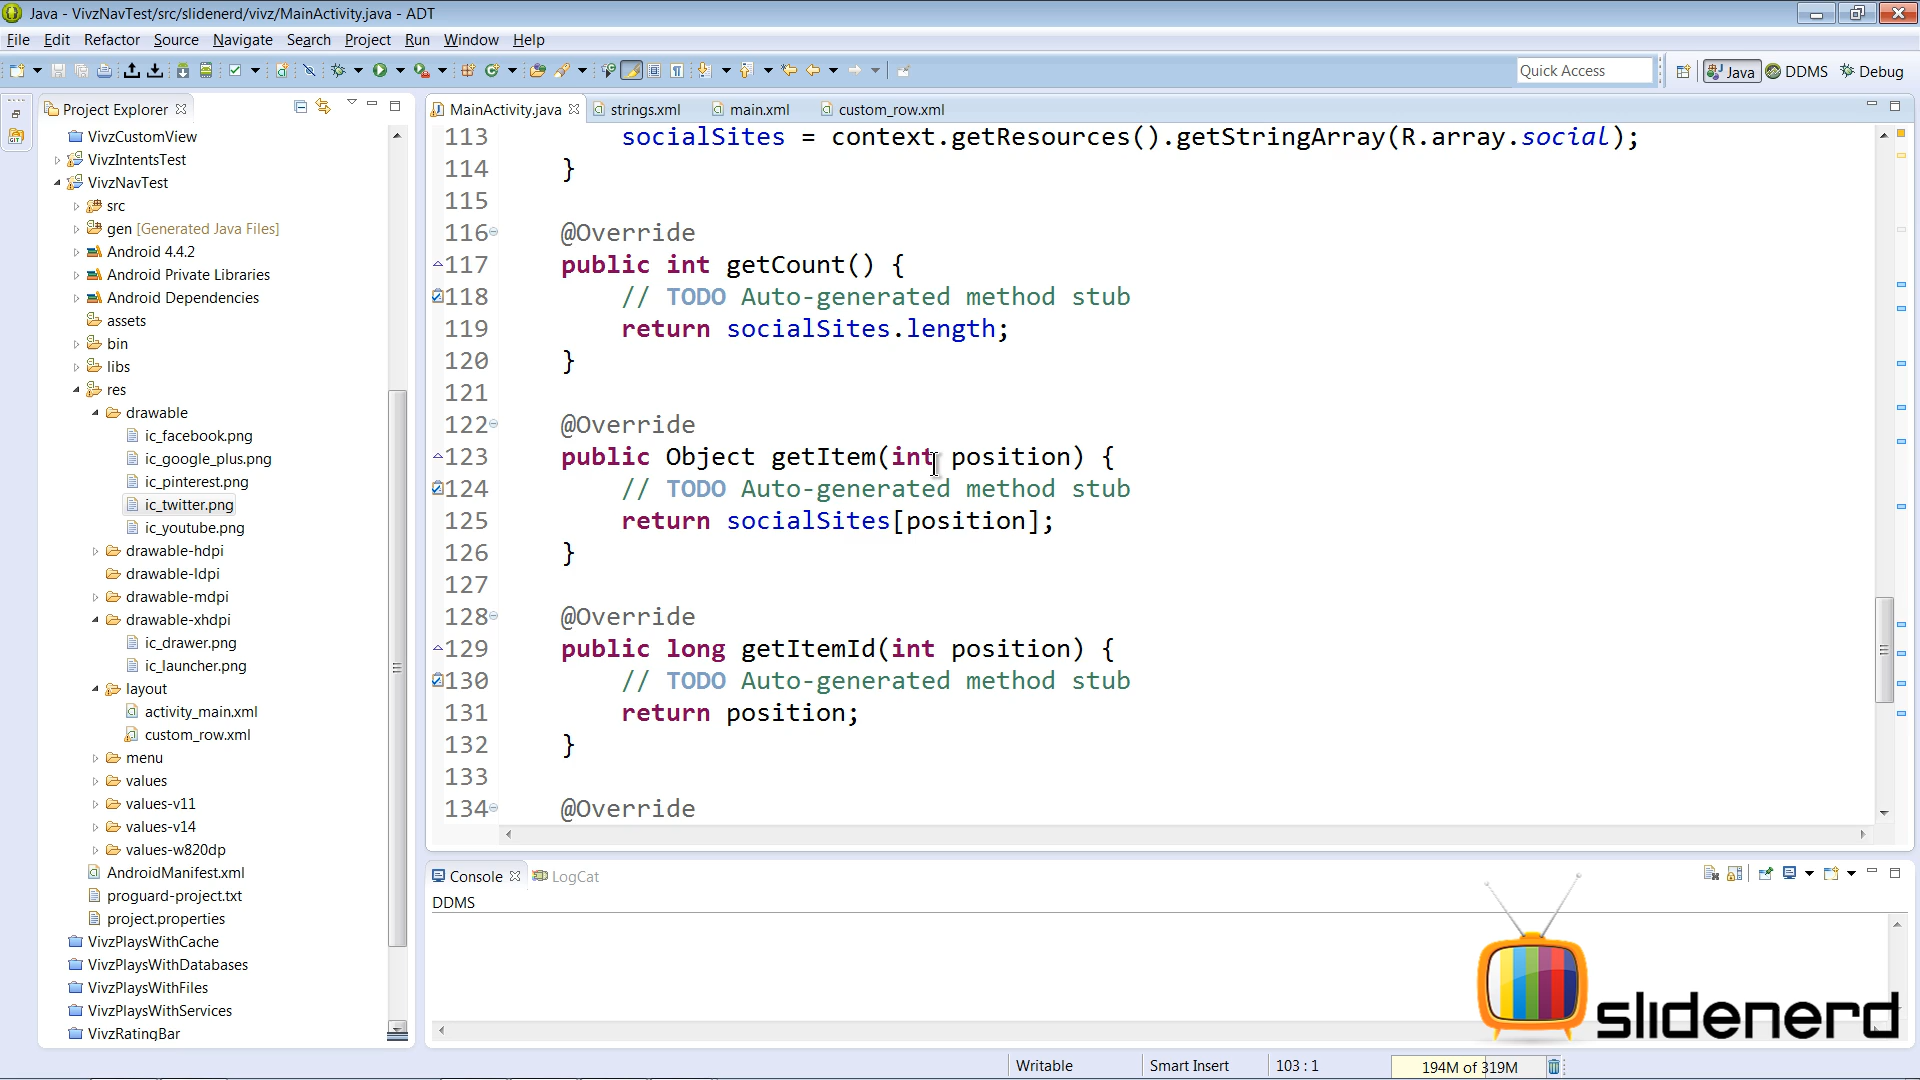 Java - VivzNavTest/src/slidenerd/vivz/MainActivity.java - ADT
File Edit Refactor Source Navigate Search Project Run Window Help
Quick Access Java DDMS Debug
Project Explorer
VivzCustomView
VivzIntentsTest
VivzNavTest
src
gen [Generated Java Files]
Android 4.4.2
Android Private Libraries
Android Dependencies
assets
bin
libs
res
drawable
ic_facebook.png
ic_google_plus.png
ic_pinterest.png
ic_twitter.png
ic_youtube.png
drawable-hdpi
drawable-ldpi
drawable-mdpi
drawable-xhdpi
ic_drawer.png
ic_launcher.png
layout
activity_main.xml
custom_row.xml
menu
values
values-v11
values-v14
values-w820dp
AndroidManifest.xml
proguard-project.txt
project.properties
VivzPlaysWithCache
VivzPlaysWithDatabases
VivzPlaysWithFiles
VivzPlaysWithServices
VivzRatingBar
MainActivity.java strings.xml main.xml custom_row.xml
113 socialSites = context.getResources().getStringArray(R.array.social);
114 }
115
116 @Override
117 public int getCount() {
118 // TODO Auto-generated method stub
119 return socialSites.length;
120 }
121
122 @Override
123 public Object getItem(int position) {
124 // TODO Auto-generated method stub
125 return socialSites[position];
126 }
127
128 @Override
129 public long getItemId(int position) {
130 // TODO Auto-generated method stub
131 return position;
132 }
133
134 @Override
Console LogCat
DDMS
slidenerd
Writable Smart Insert 103 : 1 194M of 319M